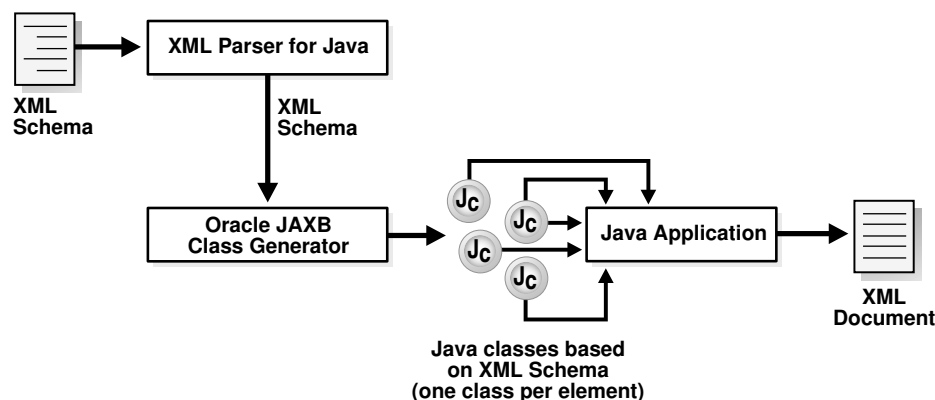 XML Parser for Java
XML
Schema
XML
Schema
Oracle JAXB
Class Generator
Jc
Jc
Jc
Jc
Java Application
XML
Document
Java classes based
on XML Schema
(one class per element)